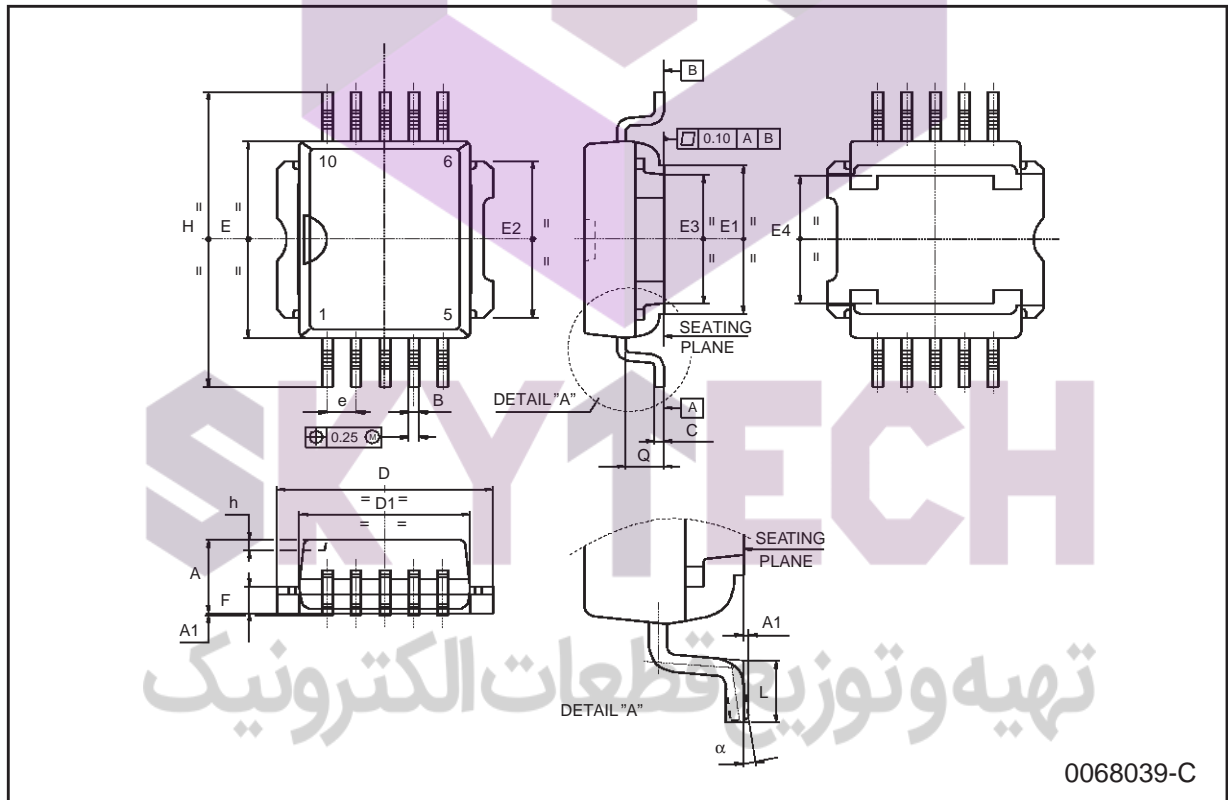 B
0.10 A B
10 6
H = = E = =
E2 = =
E3 = = E1 = =
E4 = =
1 5
SEATING
PLANE
e B
DETAIL "A"
A
C
Q
⌖ 0.25 Ⓜ
SKYTECH
D
= =
D1
= =
h
A
F
A1
SEATING
PLANE
A1
L
DETAIL "A"
α
تهیه و توزیع قطعات الکترونیک
0068039-C